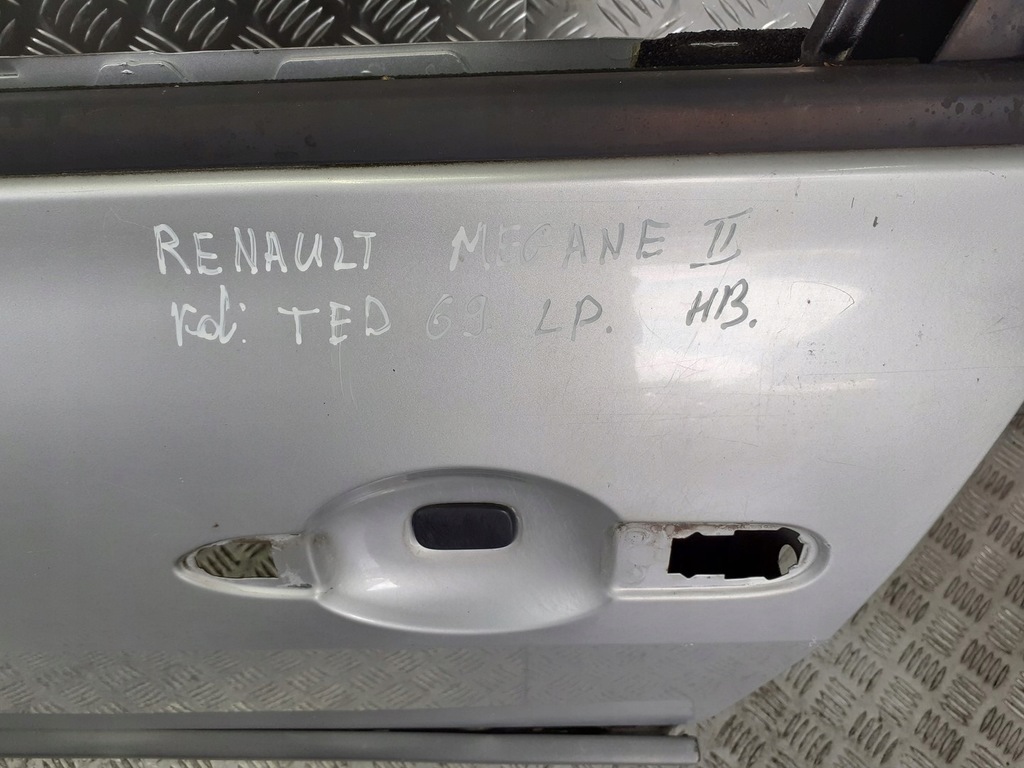 RENAULT MEGANE II
kol: TED 69 LP. HB.